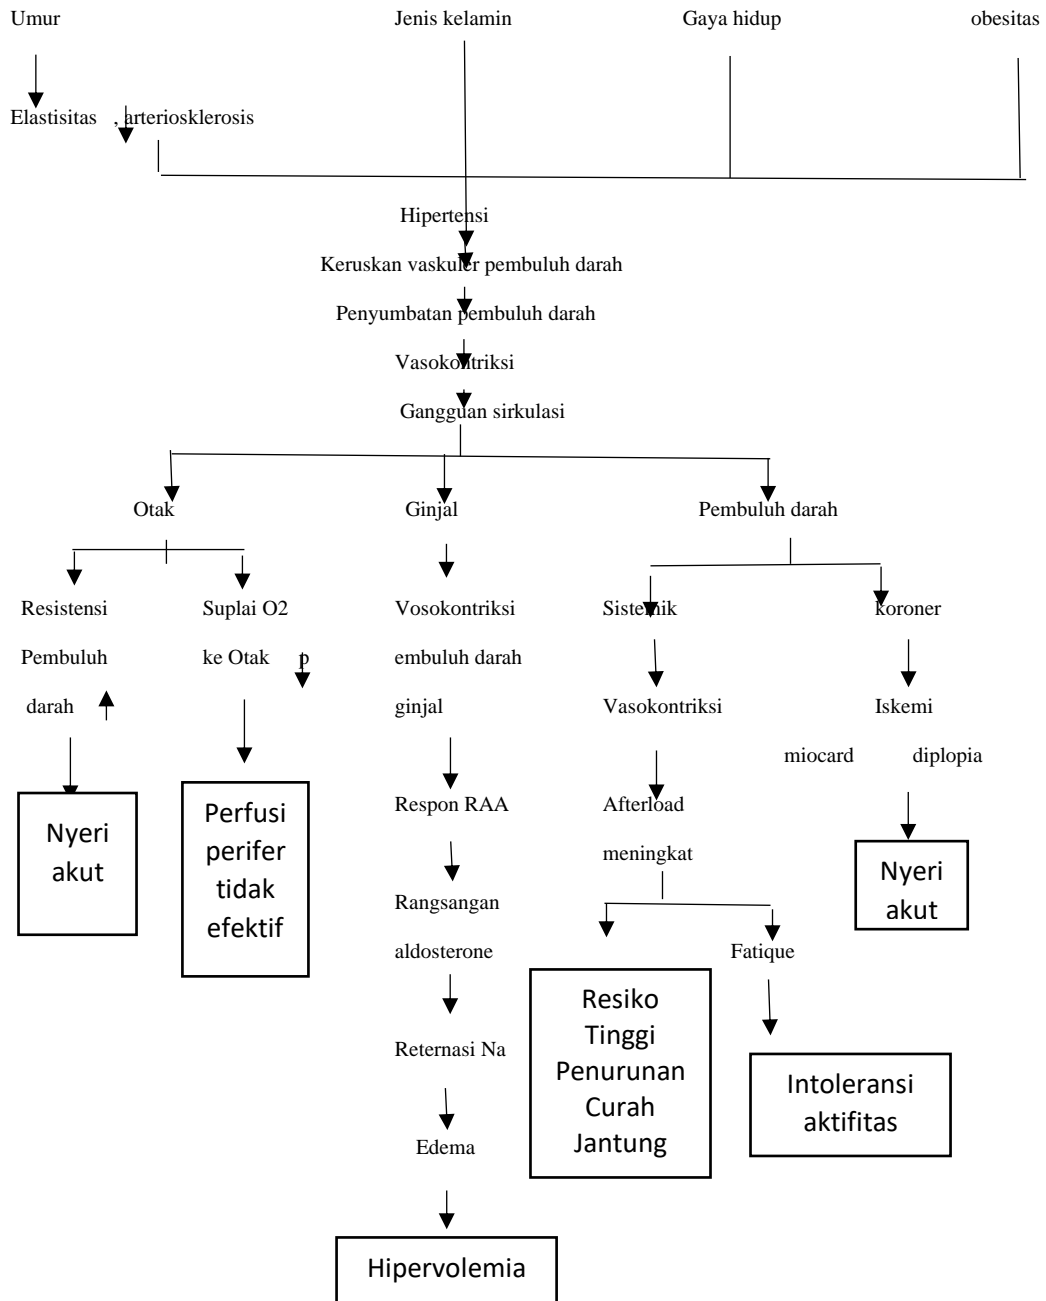 Umur Jenis kelamin Gaya hidup obesitas
Elastisitas , arteriosklerosis
Hipertensi
Keruskan vaskuler pembuluh darah
Penyumbatan pembuluh darah
Vasokontriksi
Gangguan sirkulasi
Otak Ginjal Pembuluh darah
Resistensi Suplai O2 Vosokontriksi Sistemik koroner
Pembuluh ke Otak p embuluh darah
darah ginjal Vasokontriksi Iskemi
miocard diplopia
Respon RAA Afterload
meningkat
Nyeri
akut
Perfusi
perifer
tidak
efektif
Nyeri
akut
Rangsangan
aldosterone Fatique
Resiko
Tinggi
Penurunan
Curah
Jantung
Reternasi Na
Intoleransi
aktifitas
Edema
Hipervolemia